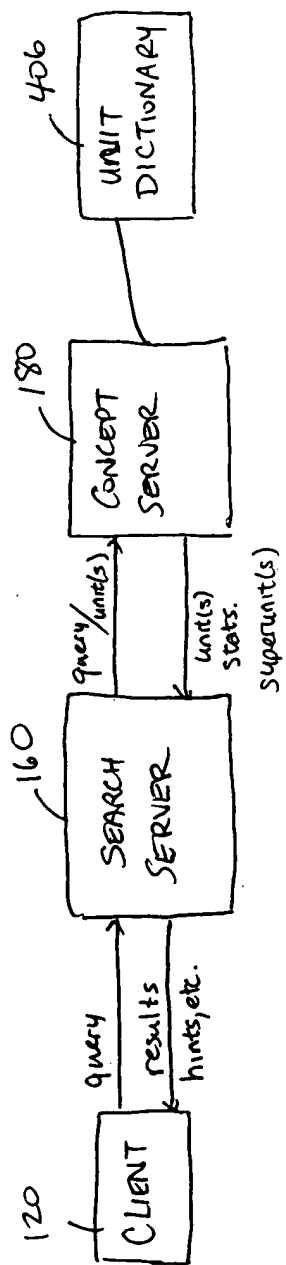 120
CLIENT
query
results
hints, etc.
160
SEARCH
SERVER
query/unit(s)
unit(s)
stats.
superunit(s)
180
CONCEPT
SERVER
406
UNIT
DICTIONARY